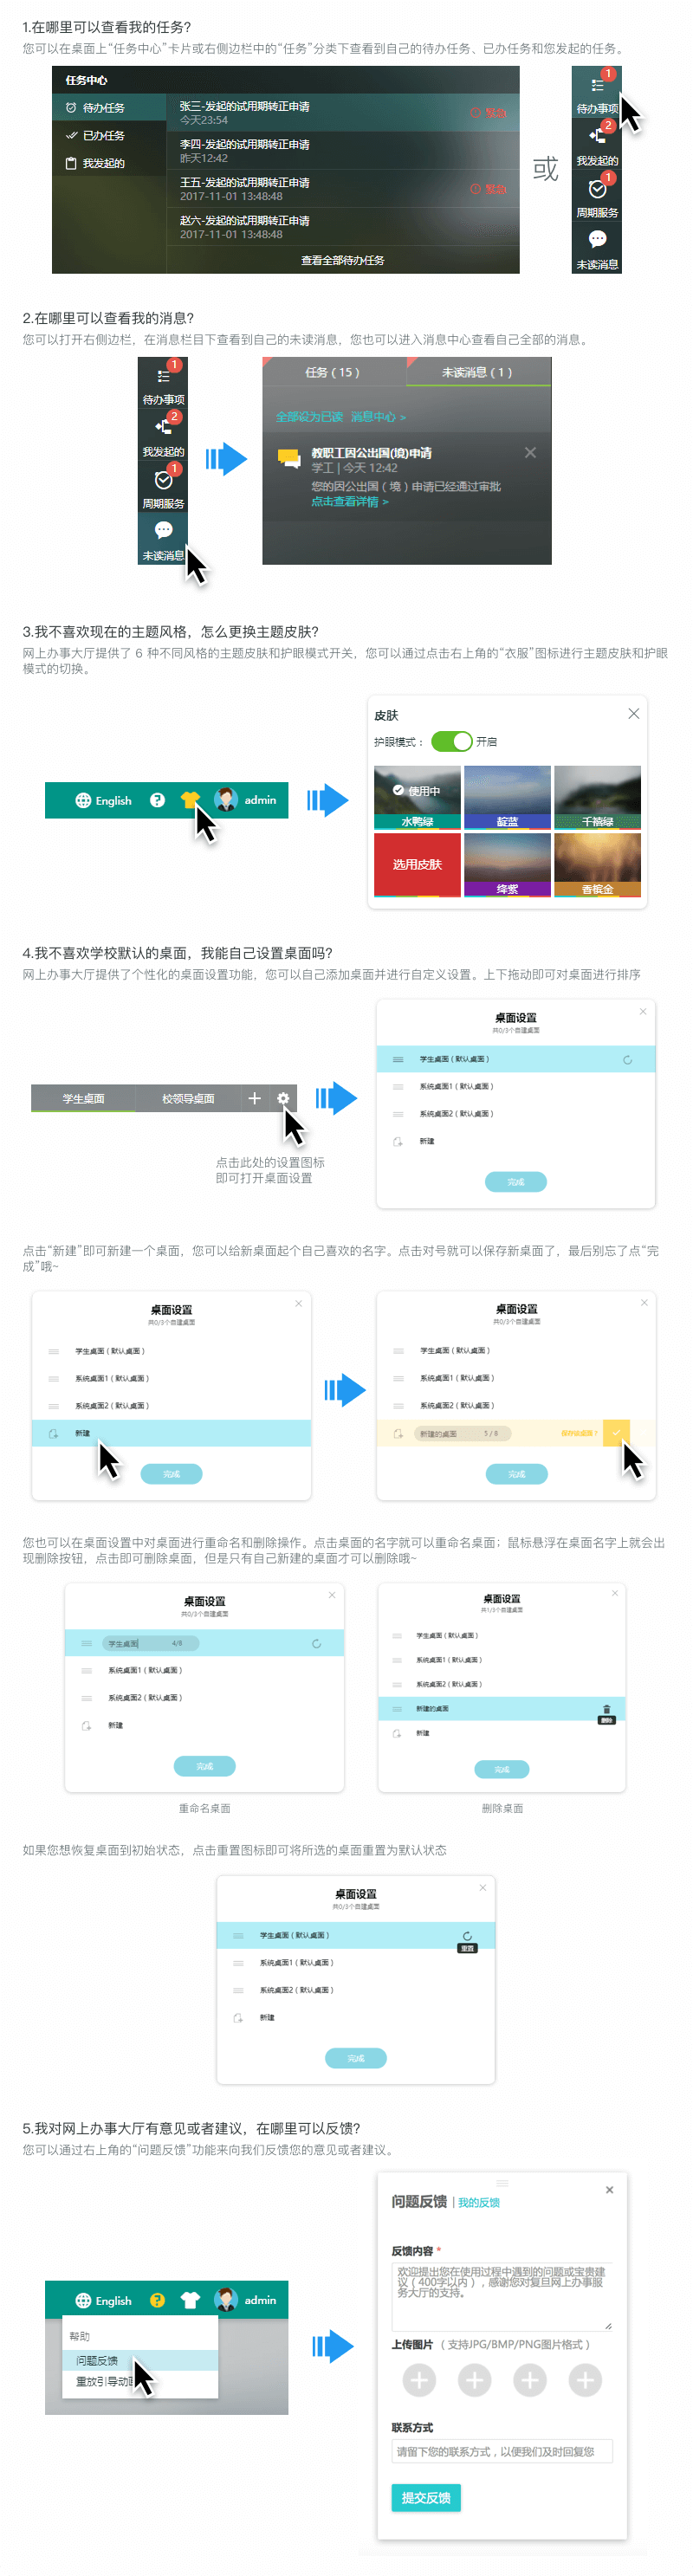 1.在哪里可以查看我的任务?
您可以在桌面上“任务中心”卡片或右侧边栏中的“任务”分类下查看到自己的待办任务、已办任务和您发起的任务。
任务中心
待办任务
已办任务
我发起的
张三-发起的试用期转正申请
今天23:54
紧急
李四-发起的试用期转正申请
昨天12:42
王五-发起的试用期转正申请
2017-11-01 13:48:48
紧急
赵六-发起的试用期转正申请
2017-11-01 13:48:48
查看全部待办任务
或
1
待办事项
2
我发起的
1
周期服务
未读消息
2.在哪里可以查看我的消息?
您可以打开右侧边栏，在消息栏目下查看到自己的未读消息，您也可以进入消息中心查看自己全部的消息。
1
待办事项
2
我发起的
1
周期服务
未读消息
任务（15）
未读消息（1）
全部设为已读 消息中心 >
教职工因公出国(境)申请
学工 | 今天 12:42
您的因公出国（境）申请已经通过审批
点击查看详情 >
3.我不喜欢现在的主题风格，怎么更换主题皮肤?
网上办事大厅提供了 6 种不同风格的主题皮肤和护眼模式开关，您可以通过点击右上角的“衣服”图标进行主题皮肤和护眼
模式的切换。
English
admin
皮肤
护眼模式：
开启
使用中
水鸭绿
靛蓝
千禧绿
选用皮肤
绛紫
香槟金
4.我不喜欢学校默认的桌面，我能自己设置桌面吗?
网上办事大厅提供了个性化的桌面设置功能，您可以自己添加桌面并进行自定义设置。上下拖动即可对桌面进行排序
学生桌面
校领导桌面
点击此处的设置图标
即可打开桌面设置
桌面设置
共0/3个自建桌面
学生桌面（默认桌面）
系统桌面1（默认桌面）
系统桌面2（默认桌面）
新建
完成
点击“新建”即可新建一个桌面，您可以给新桌面起个自己喜欢的名字。点击对号就可以保存新桌面了，最后别忘了点“完
成”哦~
桌面设置
共0/3个自建桌面
学生桌面（默认桌面）
系统桌面1（默认桌面）
系统桌面2（默认桌面）
新建
完成
桌面设置
共0/3个自建桌面
学生桌面（默认桌面）
系统桌面1（默认桌面）
系统桌面2（默认桌面）
新建的桌面
5 / 8
保存该桌面？
完成
您也可以在桌面设置中对桌面进行重命名和删除操作。点击桌面的名字就可以重命名桌面；鼠标悬浮在桌面名字上就会出
现删除按钮，点击即可删除桌面，但是只有自己新建的桌面才可以删除哦~
桌面设置
共0/3个自建桌面
学生桌面
4/8
系统桌面1（默认桌面）
系统桌面2（默认桌面）
新建
完成
重命名桌面
桌面设置
共1/3个自建桌面
学生桌面（默认桌面）
系统桌面1（默认桌面）
系统桌面2（默认桌面）
新建的桌面
删除
新建
完成
删除桌面
如果您想恢复桌面到初始状态，点击重置图标即可将所选的桌面重置为默认状态
桌面设置
共0/3个自建桌面
学生桌面（默认桌面）
重置
系统桌面1（默认桌面）
系统桌面2（默认桌面）
新建
完成
5.我对网上办事大厅有意见或者建议，在哪里可以反馈?
您可以通过右上角的“问题反馈”功能来向我们反馈您的意见或者建议。
English
admin
帮助
问题反馈
重放引导动画
问题反馈 | 我的反馈
反馈内容 *
欢迎提出您在使用过程中遇到的问题或宝贵建
议（400字以内），感谢您对复旦网上办事服
务大厅的支持。
上传图片 （支持JPG/BMP/PNG图片格式）
联系方式
请留下您的联系方式，以便我们及时回复您
提交反馈